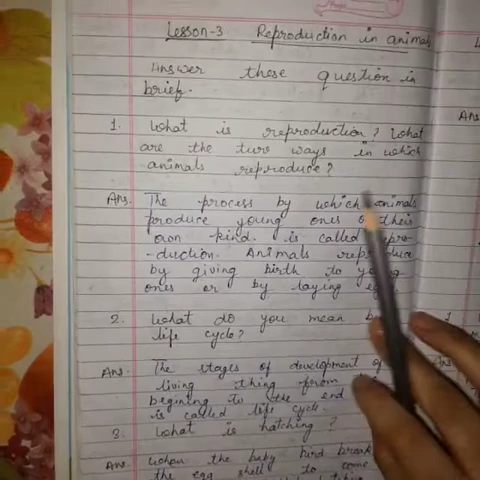 Lesson-3 Reproduction in animals
Answer these question in
brief.
1. What is reproduction? What
are the two ways in which
animals reproduce?
Ans. The process by which animals
produce young ones of their
own kind. is called repro-
-duction. Animals reproduce
by giving birth to young
ones or by laying
2. What do you mean
life cycle?
Ans. The stages of development of
living thing from
begining to the end
is called life cycle.
3. What is hatching?
Ans. When the baby bird break
the egg shell to come
Ans